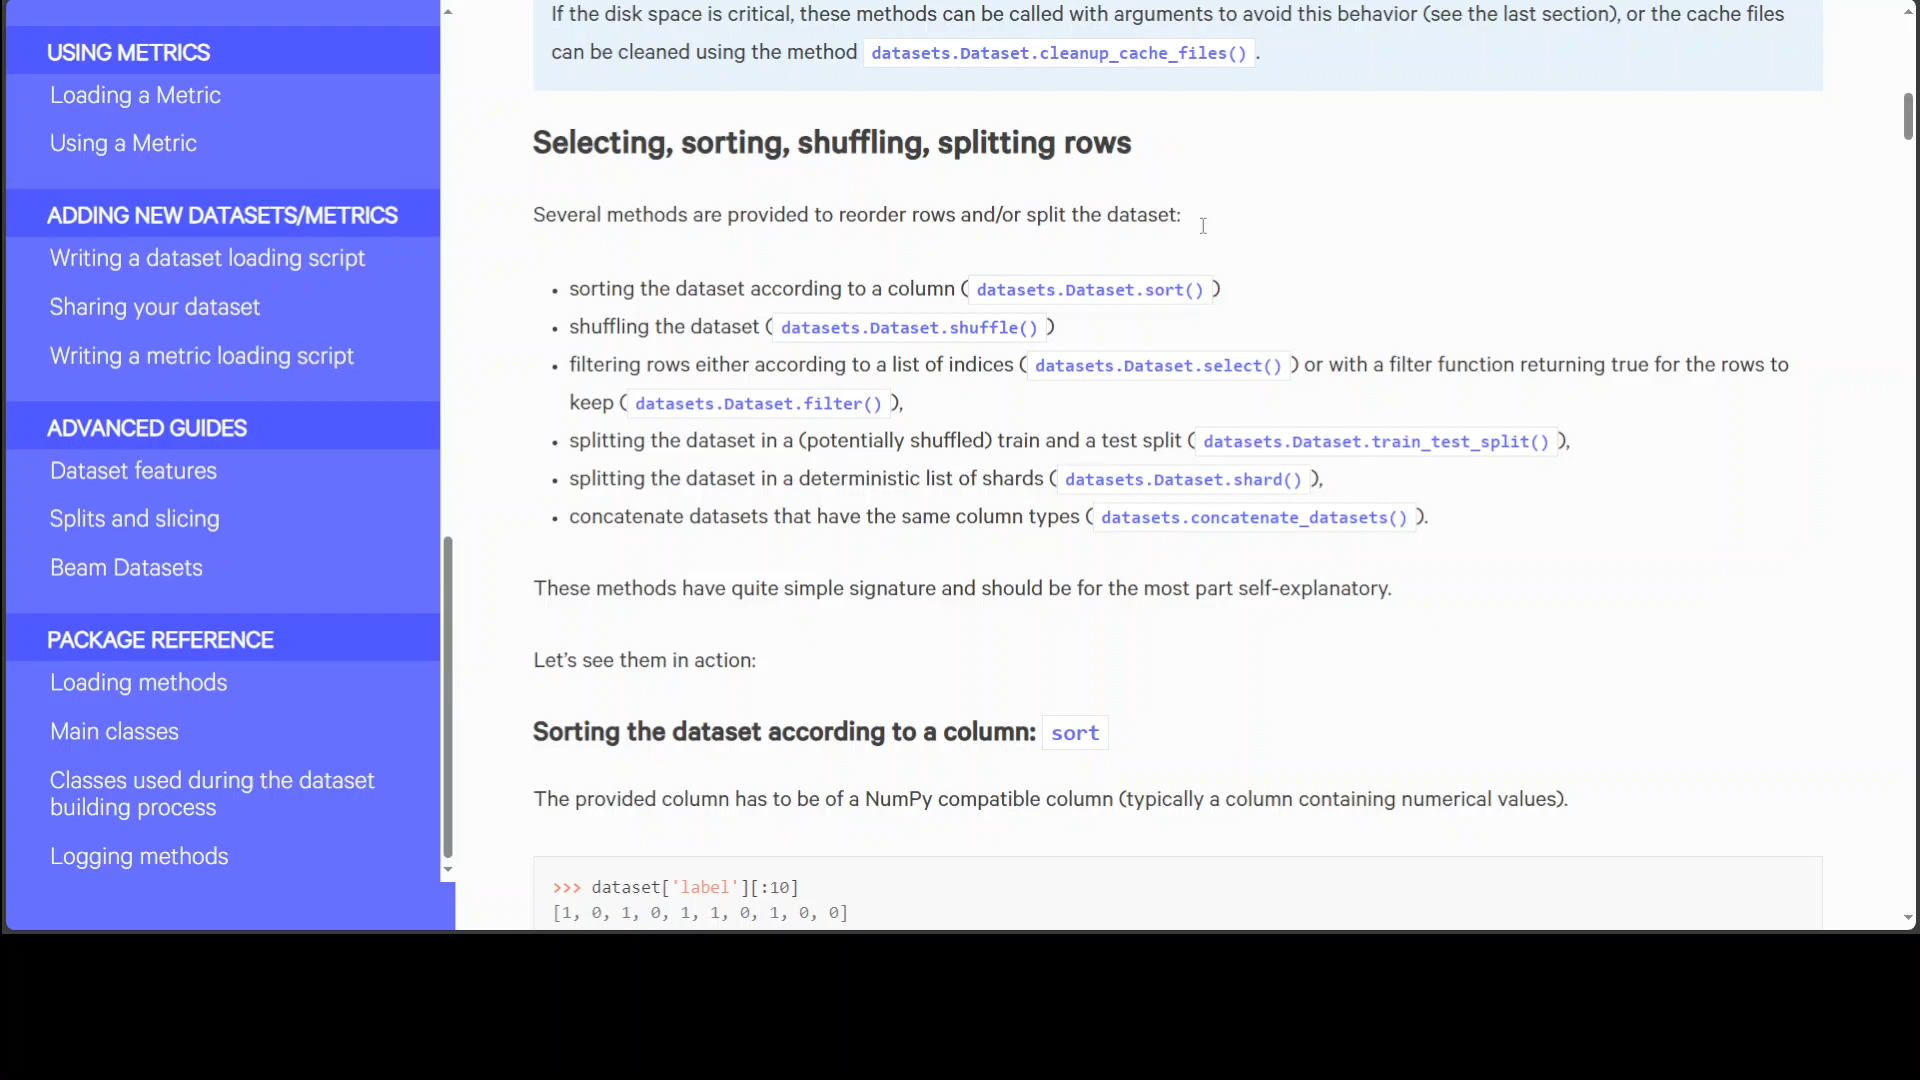 USING METRICS
Loading a Metric
Using a Metric
ADDING NEW DATASETS/METRICS
Writing a dataset loading script
Sharing your dataset
Writing a metric loading script
ADVANCED GUIDES
Dataset features
Splits and slicing
Beam Datasets
PACKAGE REFERENCE
Loading methods
Main classes
Classes used during the dataset
building process
Logging methods
If the disk space is critical, these methods can be called with arguments to avoid this behavior (see the last section), or the cache files
can be cleaned using the method datasets.Dataset.cleanup_cache_files() .
Selecting, sorting, shuffling, splitting rows
Several methods are provided to reorder rows and/or split the dataset:
• sorting the dataset according to a column ( datasets.Dataset.sort() )
• shuffling the dataset ( datasets.Dataset.shuffle() )
• filtering rows either according to a list of indices ( datasets.Dataset.select() ) or with a filter function returning true for the rows to
keep ( datasets.Dataset.filter() ),
• splitting the dataset in a (potentially shuffled) train and a test split ( datasets.Dataset.train_test_split() ),
• splitting the dataset in a deterministic list of shards ( datasets.Dataset.shard() ),
• concatenate datasets that have the same column types ( datasets.concatenate_datasets() ).
These methods have quite simple signature and should be for the most part self-explanatory.
Let’s see them in action:
Sorting the dataset according to a column: sort
The provided column has to be of a NumPy compatible column (typically a column containing numerical values).
>>> dataset['label'][:10]
[1, 0, 1, 0, 1, 1, 0, 1, 0, 0]